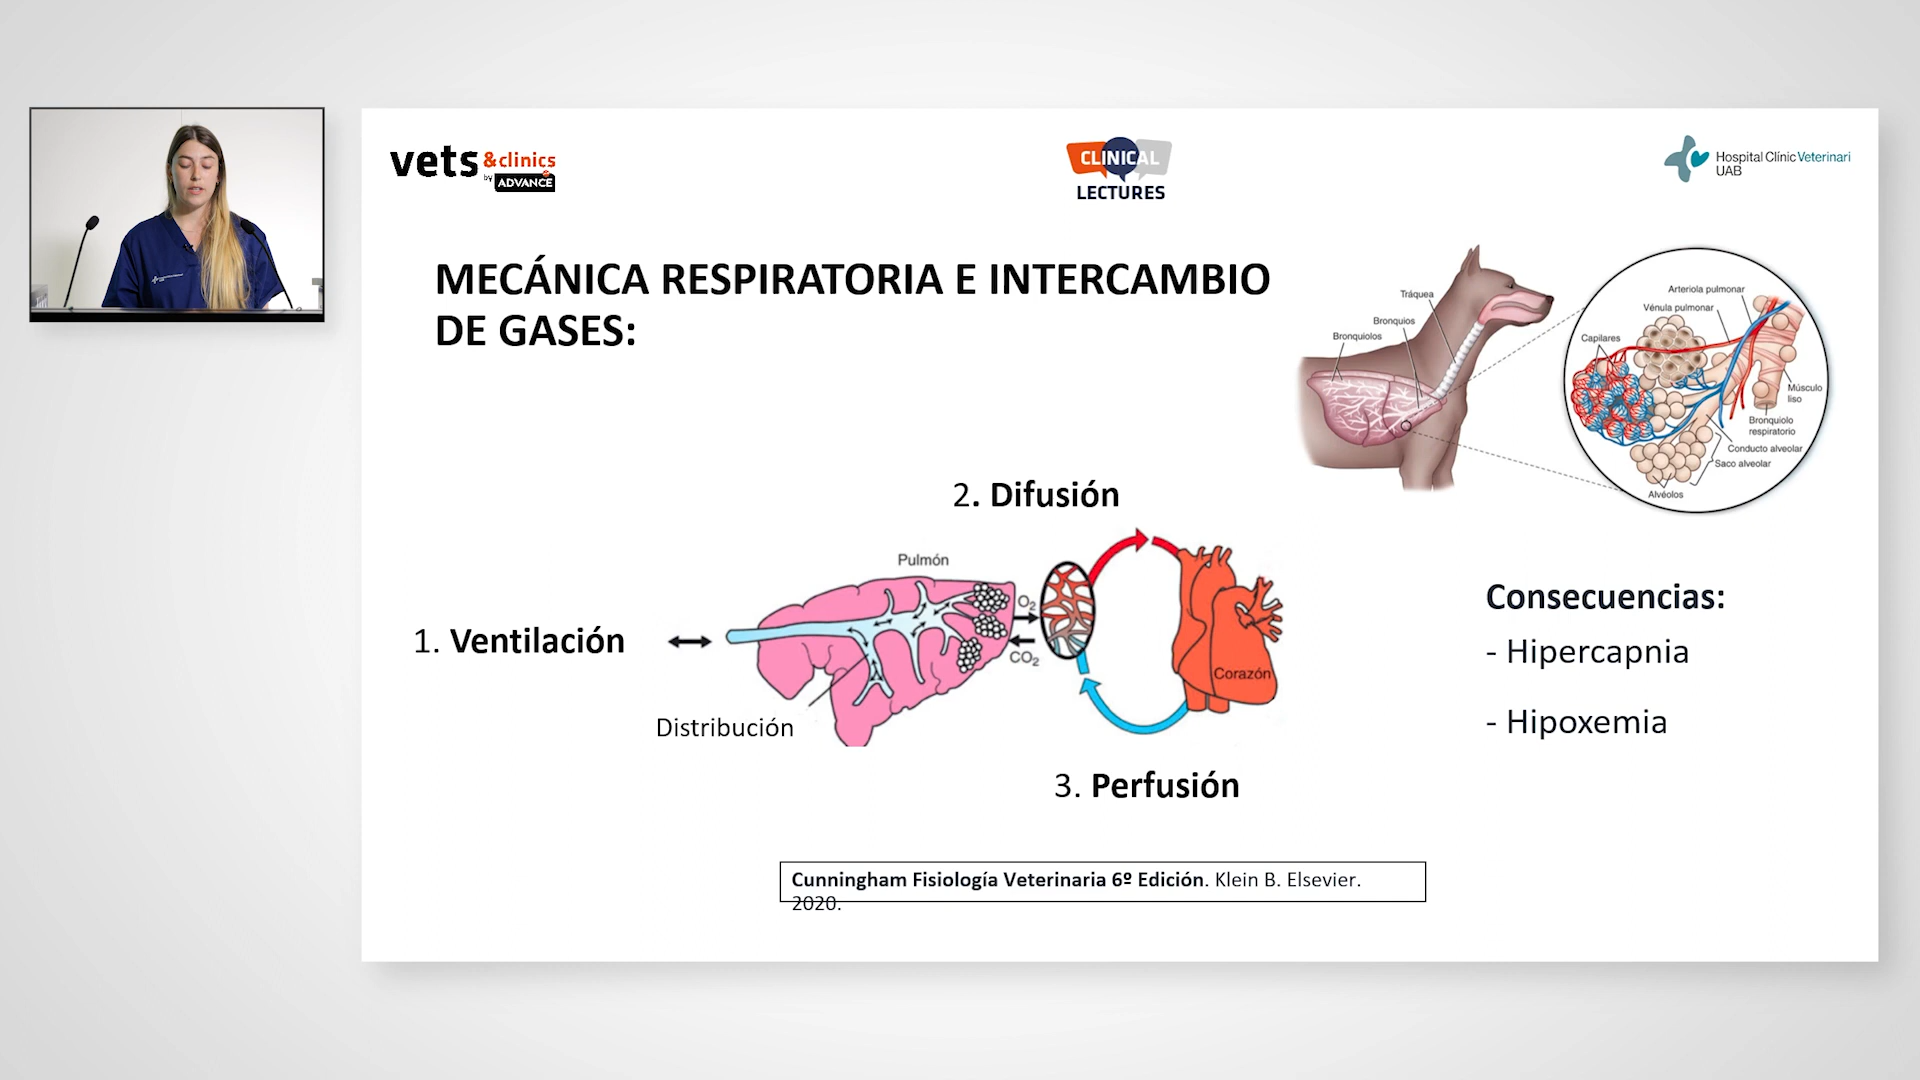 vets &clinics
by ADVANCE
CLINICAL
LECTURES
Hospital Clínic Veterinari
UAB
MECÁNICA RESPIRATORIA E INTERCAMBIO
DE GASES:
Tráquea
Bronquios
Bronquiolos
Arteriola pulmonar
Vénula pulmonar
Capilares
Músculo
liso
Bronquiolo
respiratorio
Conducto alveolar
Saco alveolar
Alvéolos
2. Difusión
Pulmón
O2
CO2
Corazón
1. Ventilación
Distribución
3. Perfusión
Consecuencias:
- Hipercapnia
- Hipoxemia
Cunningham Fisiología Veterinaria 6º Edición. Klein B. Elsevier.
2020.